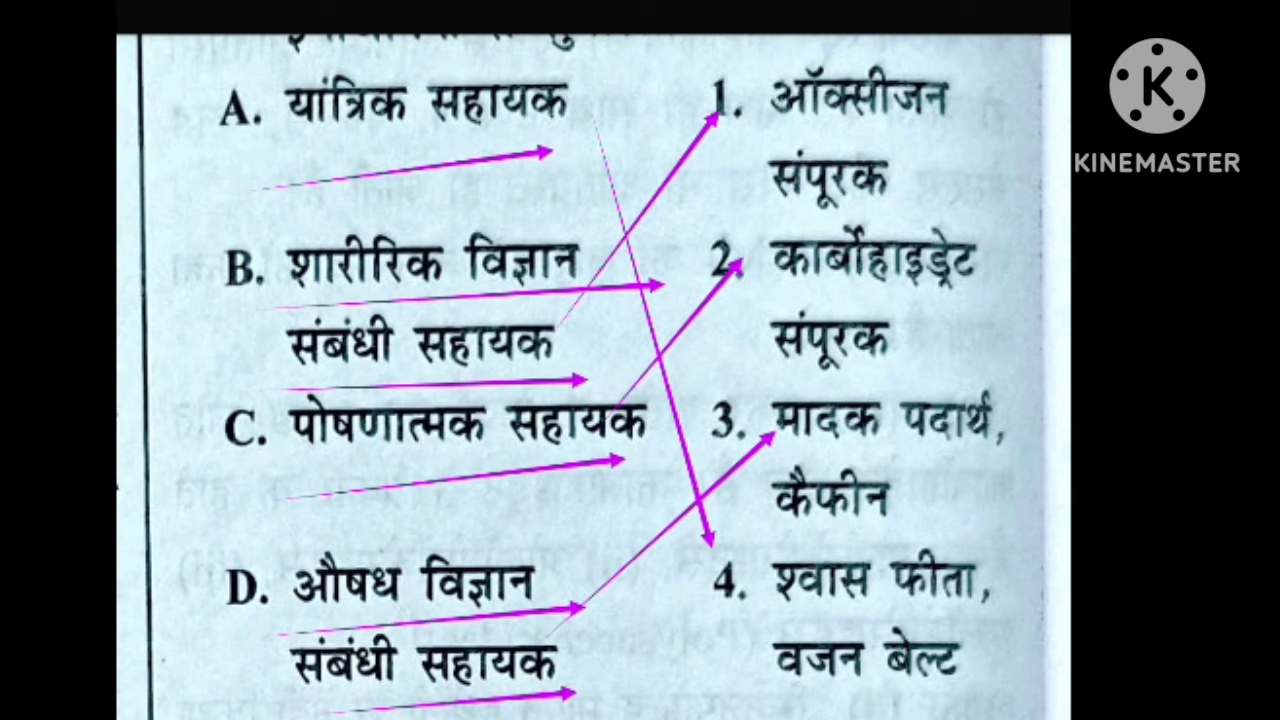 A. यांत्रिक सहायक 1. ऑक्सीजन
संपूरक
B. शारीरिक विज्ञान 2. कार्बोहाइड्रेट
संबंधी सहायक संपूरक
C. पोषणात्मक सहायक 3. मादक पदार्थ,
कैफीन
D. औषध विज्ञान 4. श्वास फीता,
संबंधी सहायक वजन बेल्ट
K
KINEMASTER